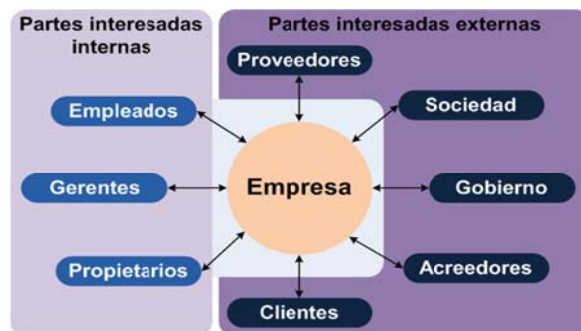 Partes interesadas
internas
Partes interesadas externas
Proveedores
Empleados
Sociedad
Gerentes
Empresa
Gobierno
Propietarios
Acreedores
Clientes